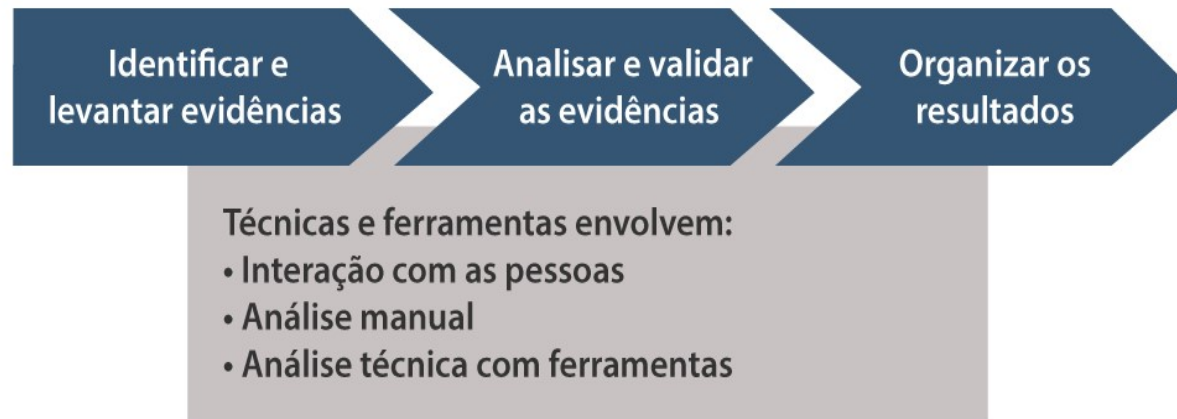 Identificar e
levantar evidências
Analisar e validar
as evidências
Organizar os
resultados
Técnicas e ferramentas envolvem:
• Interação com as pessoas
• Análise manual
• Análise técnica com ferramentas